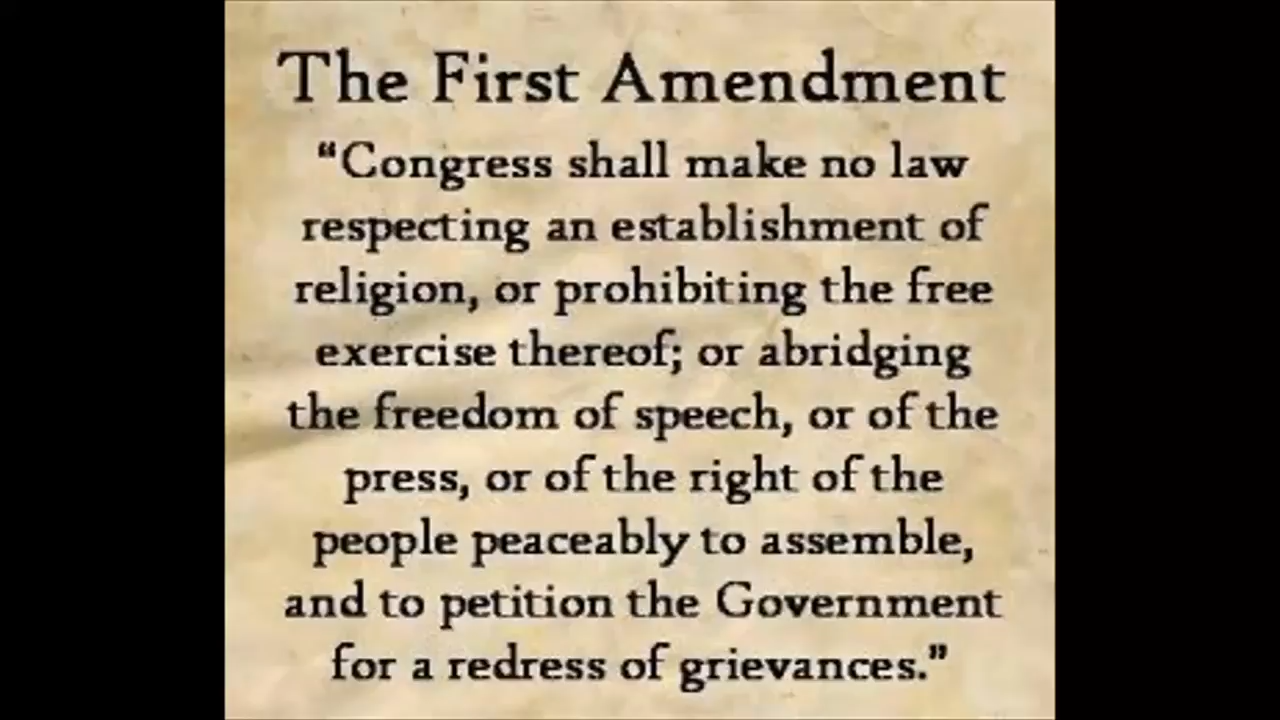 The First Amendment
“Congress shall make no law
respecting an establishment of
religion, or prohibiting the free
exercise thereof; or abridging
the freedom of speech, or of the
press, or of the right of the
people peaceably to assemble,
and to petition the Government
for a redress of grievances.”